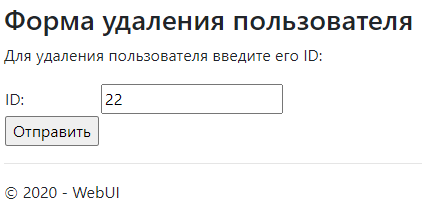 Форма удаления пользователя
Для удаления пользователя введите его ID:
ID: 22
Отправить
© 2020 - WebUI